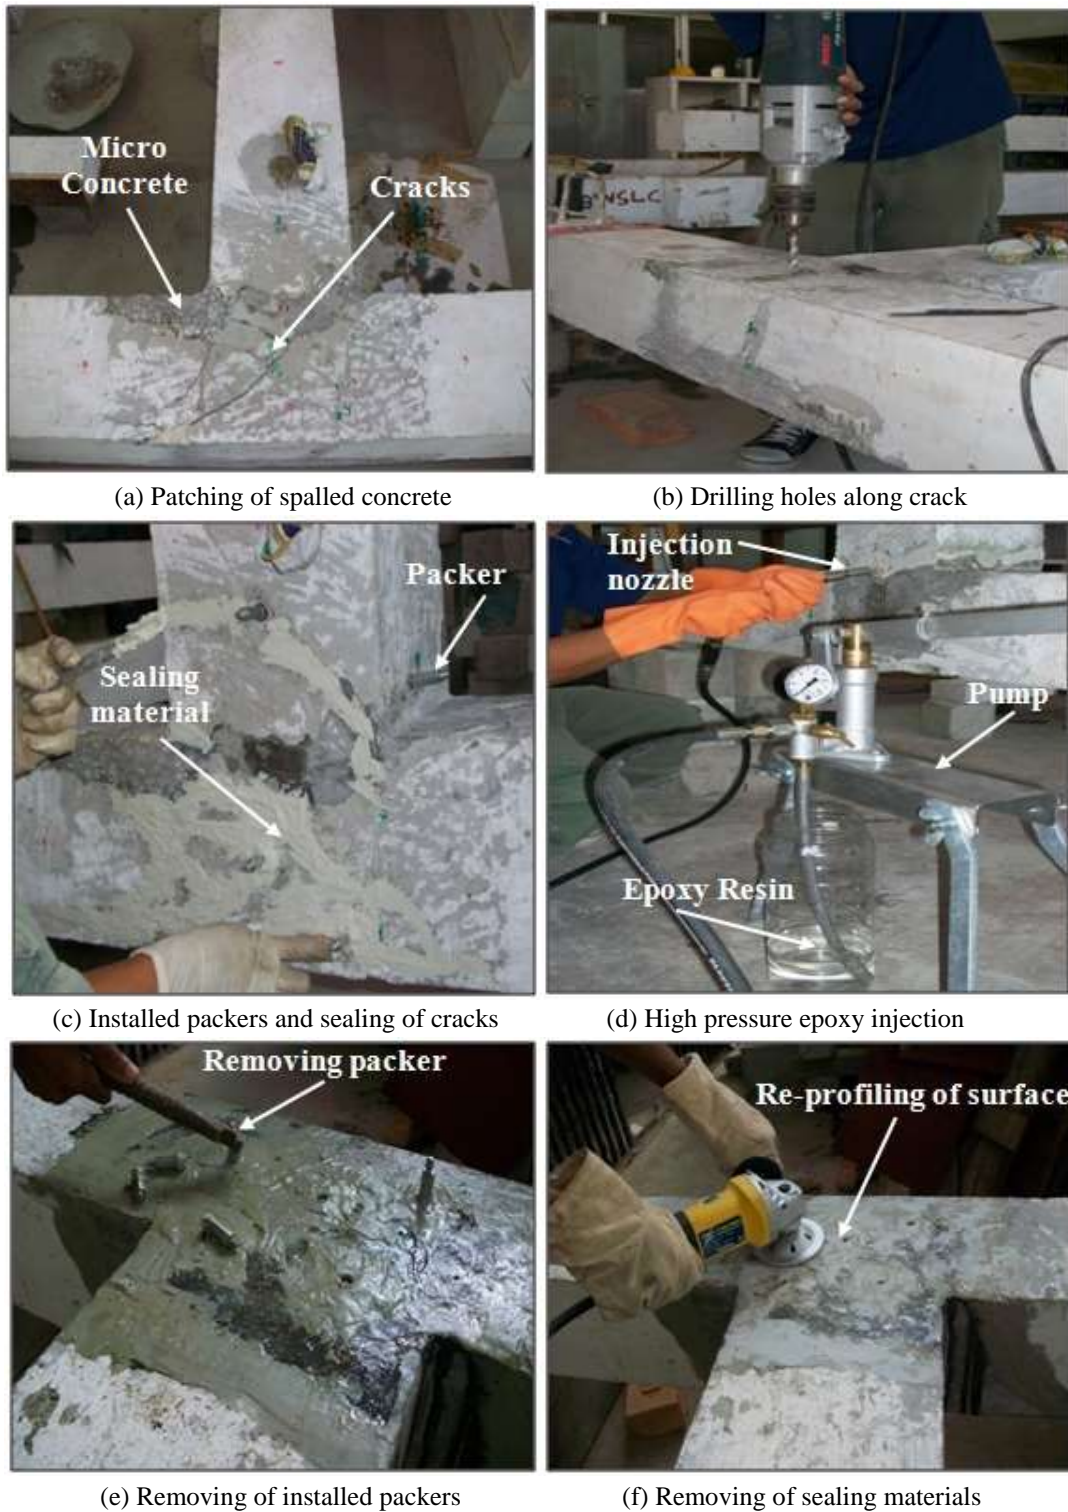 Micro
Concrete
Cracks
BOSCH
NSLC
(a) Patching of spalled concrete
(b) Drilling holes along crack
Packer
Sealing
material
Injection
nozzle
Pump
Epoxy Resin
(c) Installed packers and sealing of cracks
(d) High pressure epoxy injection
Removing packer
Re-profiling of surface
(e) Removing of installed packers
(f) Removing of sealing materials